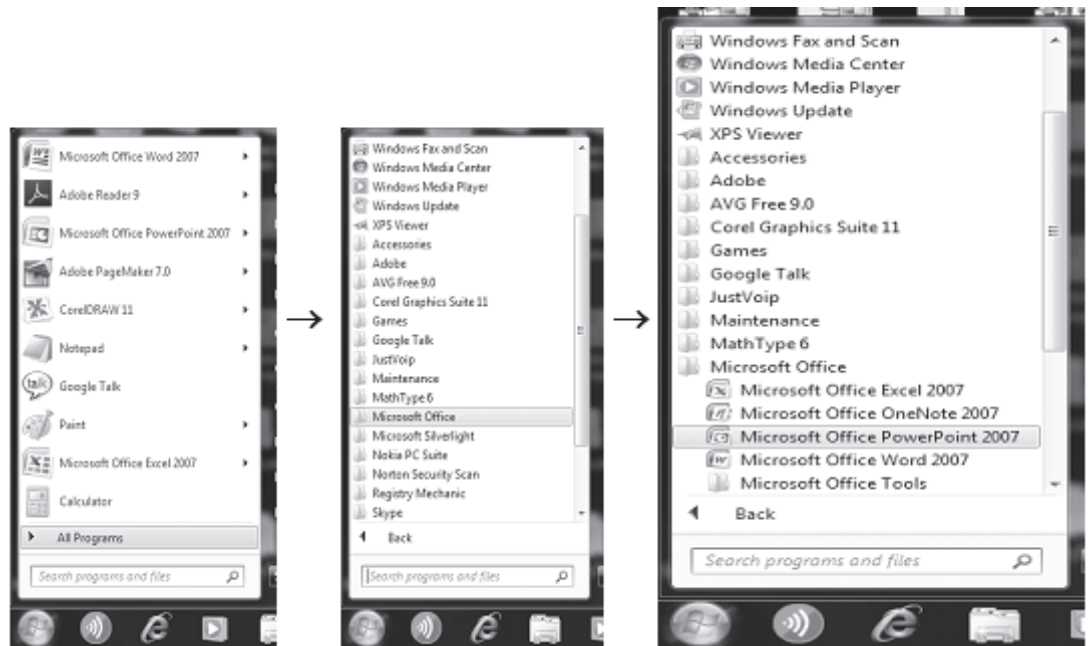 Microsoft Office Word 2007
Adobe Reader 9
Microsoft Office PowerPoint 2007
Adobe PageMaker 7.0
CorelDRAW 11
Notepad
talk
Google Talk
Paint
Microsoft Office Excel 2007
Calculator
All Programs
Search programs and files
Windows Fax and Scan
Windows Media Center
Windows Media Player
Windows Update
XPS Viewer
Accessories
Adobe
AVG Free 9.0
Corel Graphics Suite 11
Games
Google Talk
JustVoip
Maintenance
MathType 6
Microsoft Office
Microsoft Silverlight
Nokia PC Suite
Norton Security Scan
Registry Mechanic
Skype
Back
Search programs and files
Windows Fax and Scan
Windows Media Center
Windows Media Player
Windows Update
XPS Viewer
Accessories
Adobe
AVG Free 9.0
Corel Graphics Suite 11
Games
Google Talk
JustVoip
Maintenance
MathType 6
Microsoft Office
Microsoft Office Excel 2007
Microsoft Office OneNote 2007
Microsoft Office PowerPoint 2007
Microsoft Office Word 2007
Microsoft Office Tools
Back
Search programs and files